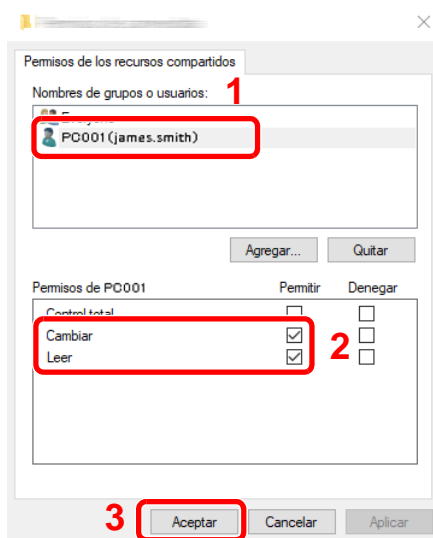 Permisos de los recursos compartidos
Nombres de grupos o usuarios:
1
Everyone
PC001(james.smith)
Agregar...
Quitar
Permisos de PC001
Permitir
Denegar
Control total
Cambiar
Leer
2
3
Aceptar
Cancelar
Aplicar